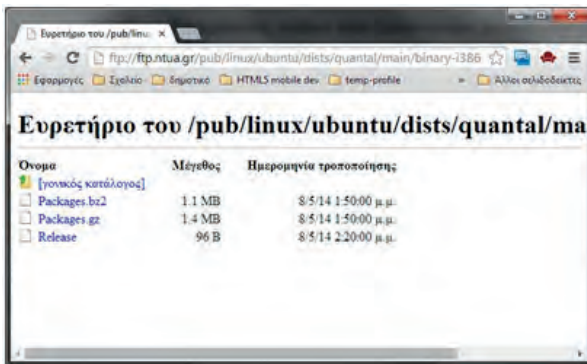 Ευρετήριο του /pub/linu
ftp://ftp.ntua.gr/pub/linux/ubuntu/dists/quantal/main/binary-i386
Εφαρμογές Σχολείο δημοτικό HTML5 mobile dev temp-profile » Άλλοι σελιδοδείκτες
Ευρετήριο του /pub/linux/ubuntu/dists/quantal/ma
Όνομα Μέγεθος Ημερομηνία τροποποίησης
[γονικός κατάλογος]
Packages.bz2 1.1 MB 8/5/14 1:50:00 μ.μ.
Packages.gz 1.4 MB 8/5/14 1:50:00 μ.μ.
Release 96 B 8/5/14 2:20:00 μ.μ.